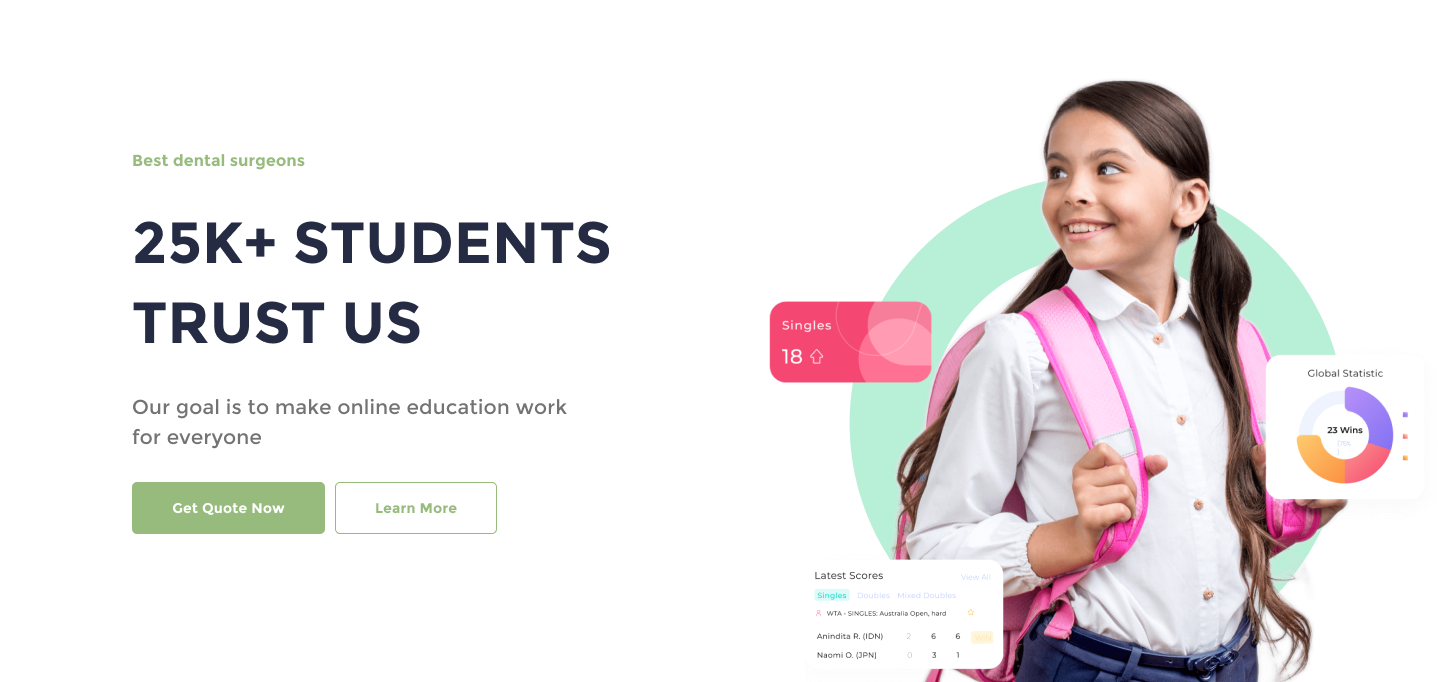 Best dental surgeons
25K+ STUDENTS
TRUST US
Our goal is to make online education work
for everyone
Get Quote Now
Learn More
Singles
18
Global Statistic
23 Wins
Latest Scores
View All
Singles Doubles Mixed Doubles
WTA - SINGLES: Australia Open, hard
Anindita R. (IDN) 2 6 6
Naomi O. (JPN) 0 3 1